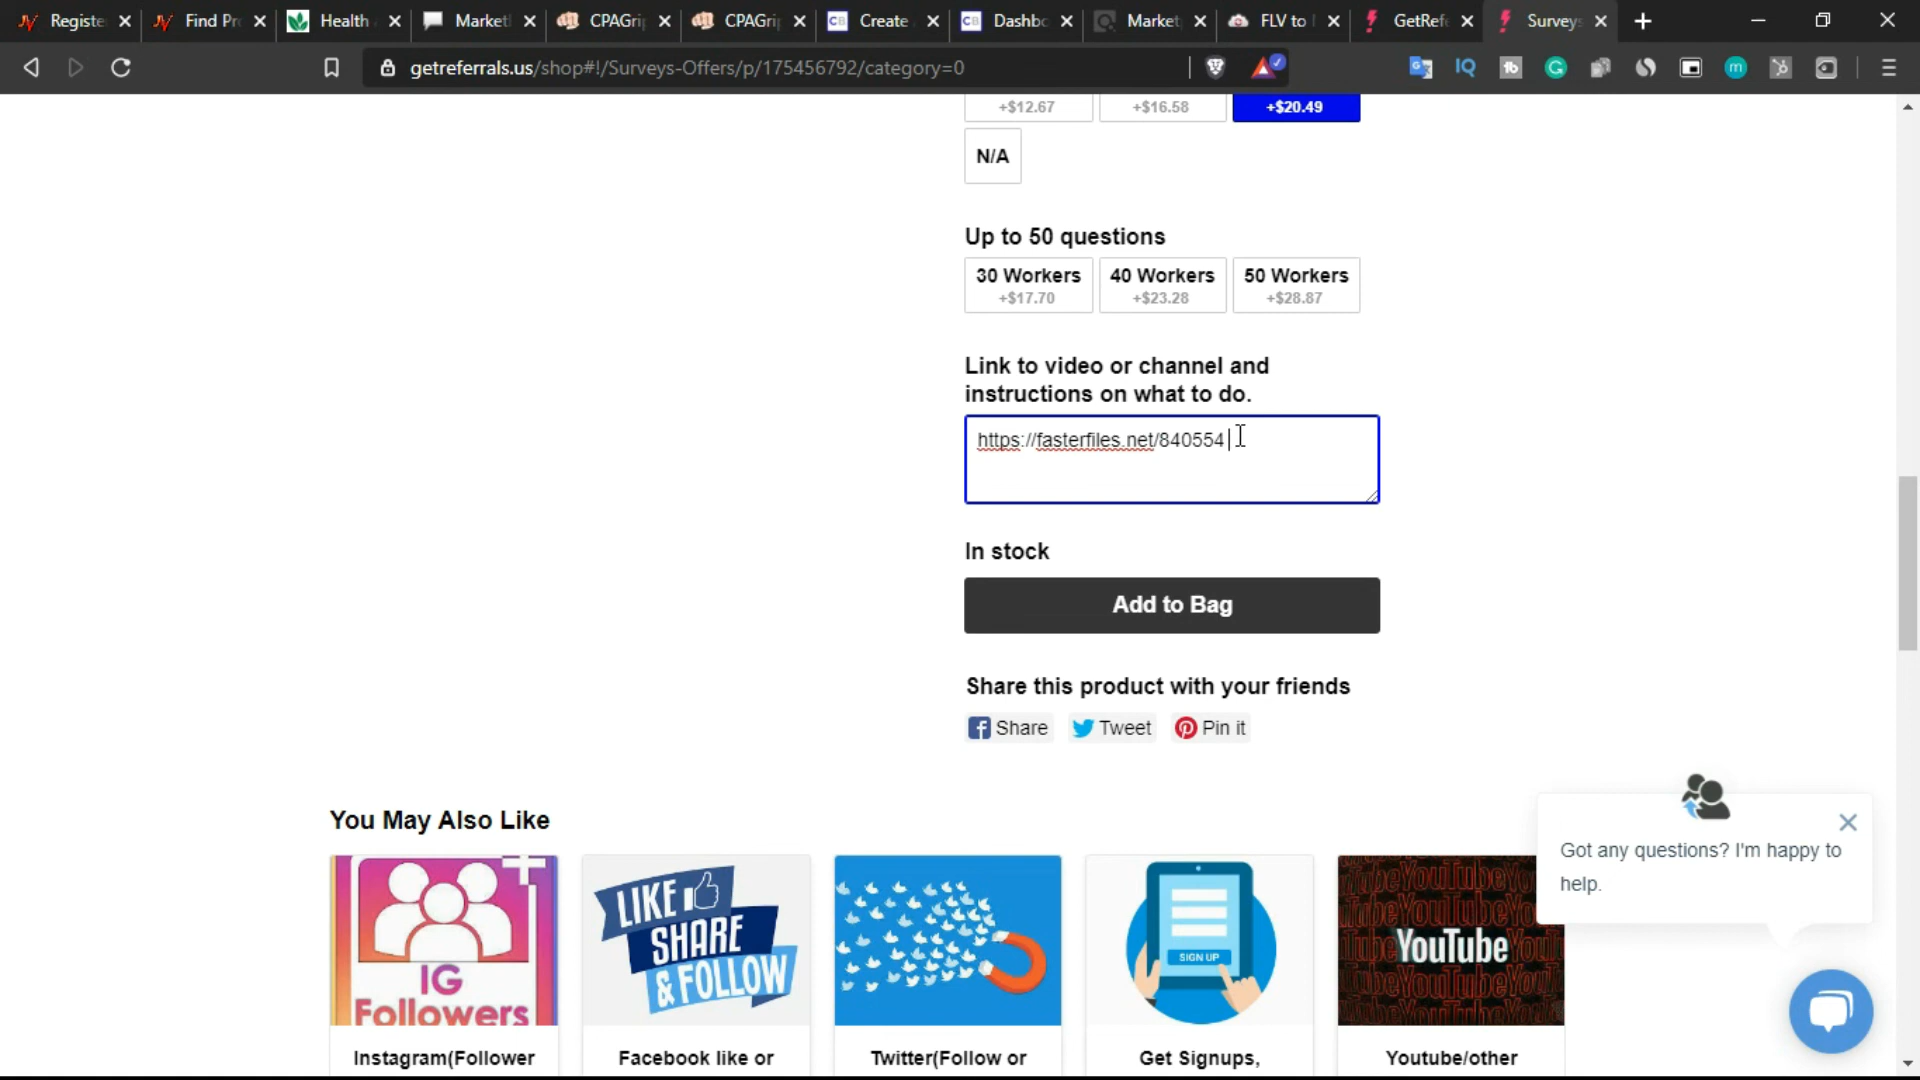 Registe
Find Pr
Health
Market
CPAGri
CPAGri
Create
Dashbo
Market
FLV to
GetRefe
Surveys
getreferrals.us/shop#!/Surveys-Offers/p/175456792/category=0
+$12.67 +$16.58 +$20.49
N/A
Up to 50 questions
30 Workers 40 Workers 50 Workers
+$17.70 +$23.28 +$28.87
Link to video or channel and
instructions on what to do.
https://fasterfiles.net/840554
In stock
Add to Bag
Share this product with your friends
Share Tweet Pin it
Got any questions? I'm happy to
help.
You May Also Like
IG
Followers
LIKE
SHARE
& FOLLOW
SIGN UP
YouTube
Instagram(Follower
Facebook like or
Twitter(Follow or
Get Signups,
Youtube/other